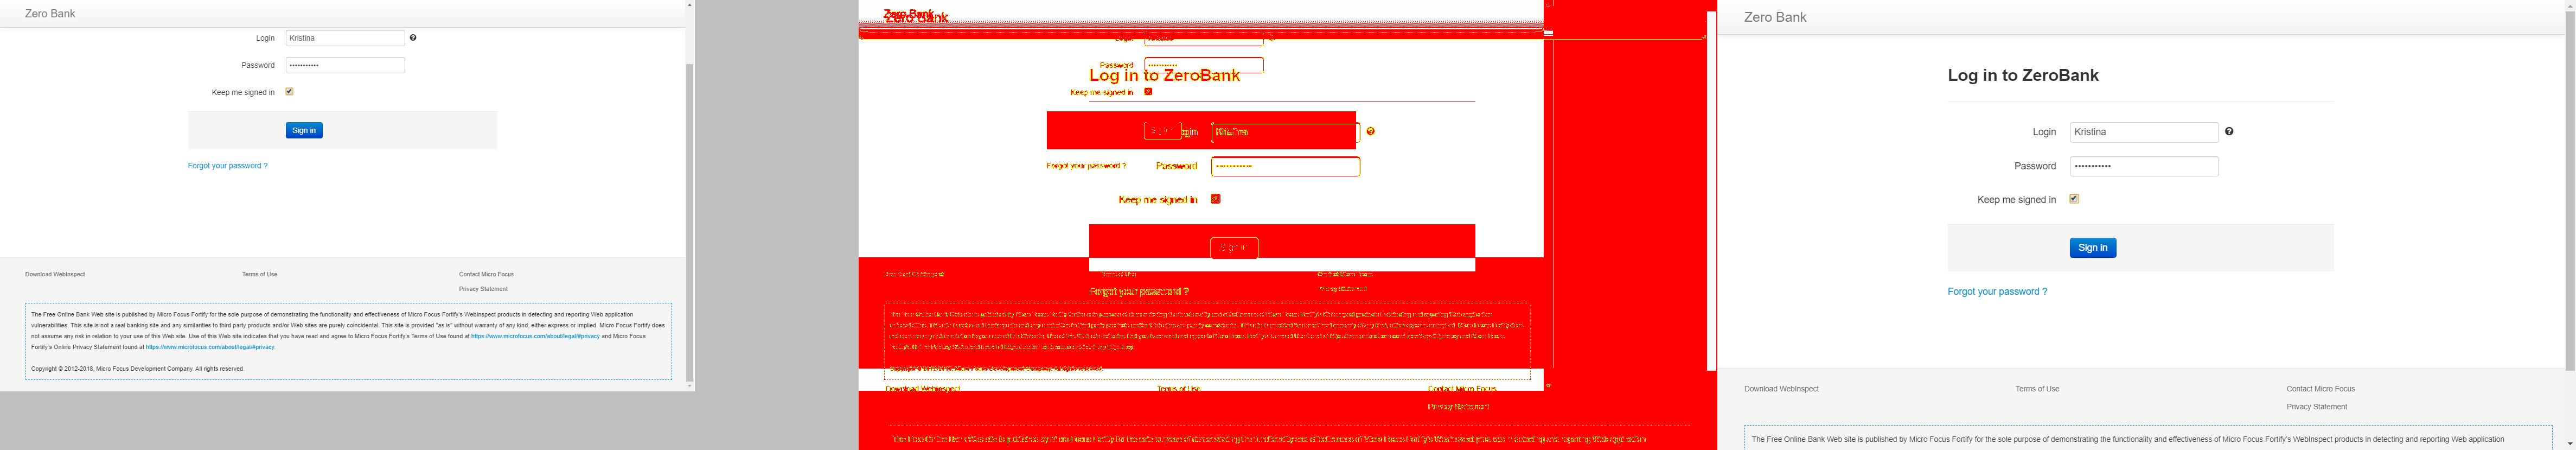 Zero Bank
Login Kristina
Password
Keep me signed in
Sign in
Forgot your password ?
Download WebInspect Terms of Use Contact Micro Focus
Privacy Statement
The Free Online Bank Web site is published by Micro Focus Fortify for the sole purpose of demonstrating the functionality and effectiveness of Micro Focus Fortify's WebInspect products in detecting and reporting Web application
vulnerabilities. This site is not a real banking site and any similarities to third party products and/or Web sites are purely coincidental. This site is provided "as is" without warranty of any kind, either express or implied. Micro Focus Fortify does
not assume any risk in relation to your use of this Web site. Use of this Web site indicates that you have read and agree to Micro Focus Fortify's Terms of Use found at https://www.microfocus.com/about/legal/#privacy and Micro Focus
Fortify's Online Privacy Statement found at https://www.microfocus.com/about/legal/#privacy.
Copyright © 2012-2018, Micro Focus Development Company. All rights reserved.
Zero Bank
Zero Bank
Login
Password
Log in to ZeroBank
Keep me signed in
Sign in
Forgot your password ?
Password
Keep me signed in
Sign in
Forgot your password ?
Download WebInspect Terms of Use Contact Micro Focus
Privacy Statement
Zero Bank
Log in to ZeroBank
Login Kristina
Password
Keep me signed in
Sign in
Forgot your password ?
Download WebInspect Terms of Use Contact Micro Focus
Privacy Statement
The Free Online Bank Web site is published by Micro Focus Fortify for the sole purpose of demonstrating the functionality and effectiveness of Micro Focus Fortify's WebInspect products in detecting and reporting Web application